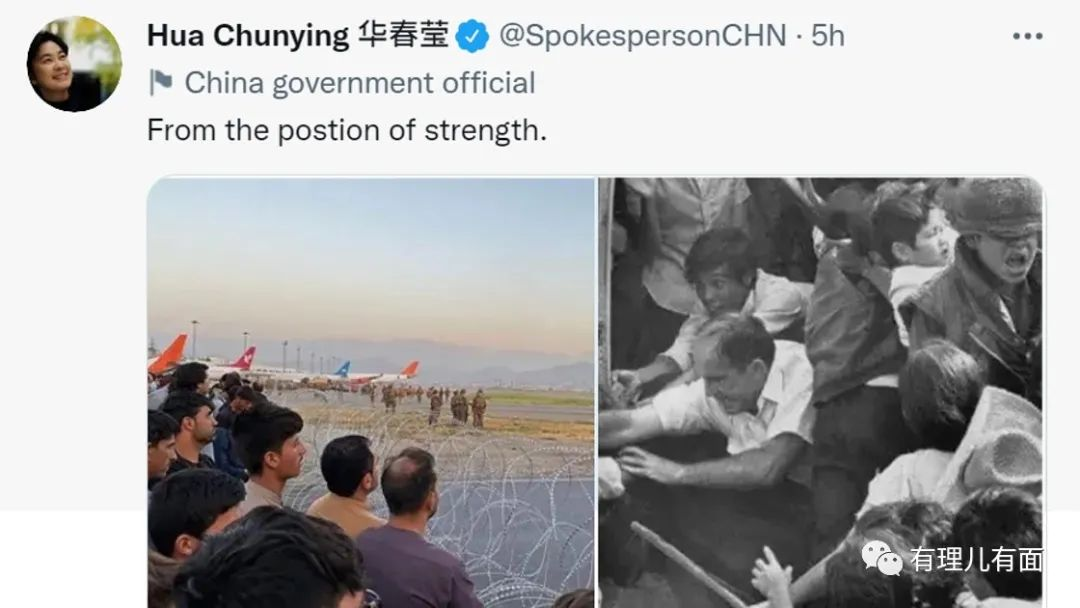 Hua Chunying 华春莹 @SpokespersonCHN · 5h
China government official
From the postion of strength.
有理儿有面